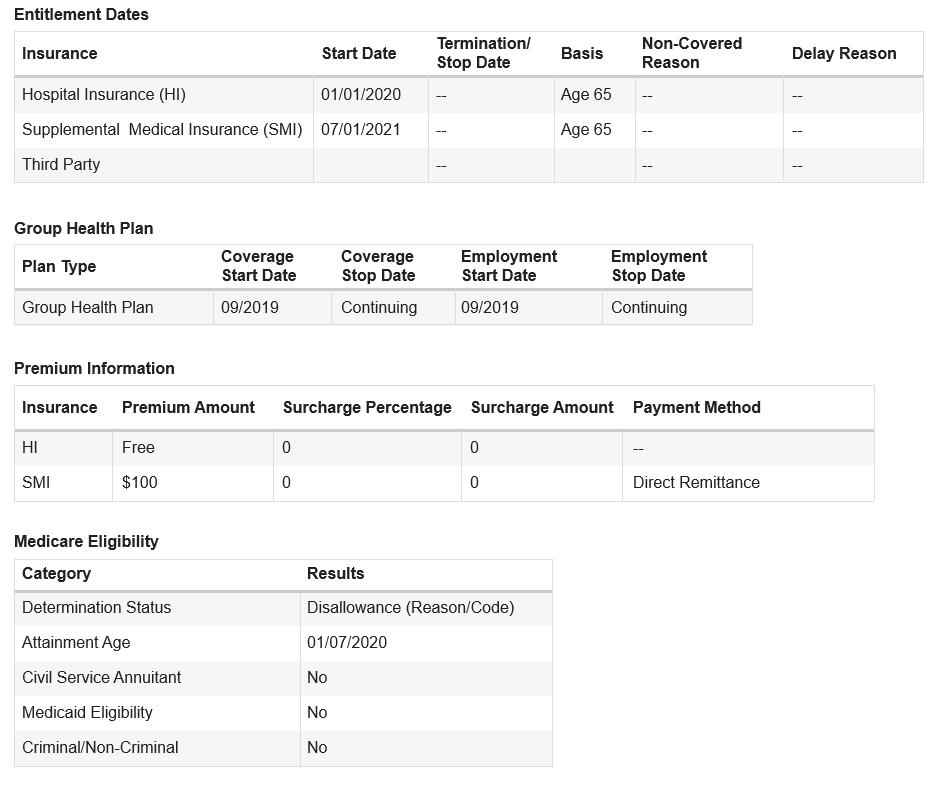 Entitlement Dates
Insurance Start Date Termination/ Stop Date Basis Non-Covered Reason Delay Reason
Hospital Insurance (HI) 01/01/2020 -- Age 65 -- --
Supplemental Medical Insurance (SMI) 07/01/2021 -- Age 65 -- --
Third Party -- -- --
Group Health Plan
Plan Type Coverage Start Date Coverage Stop Date Employment Start Date Employment Stop Date
Group Health Plan 09/2019 Continuing 09/2019 Continuing
Premium Information
Insurance Premium Amount Surcharge Percentage Surcharge Amount Payment Method
HI Free 0 0 --
SMI $100 0 0 Direct Remittance
Medicare Eligibility
Category Results
Determination Status Disallowance (Reason/Code)
Attainment Age 01/07/2020
Civil Service Annuitant No
Medicaid Eligibility No
Criminal/Non-Criminal No